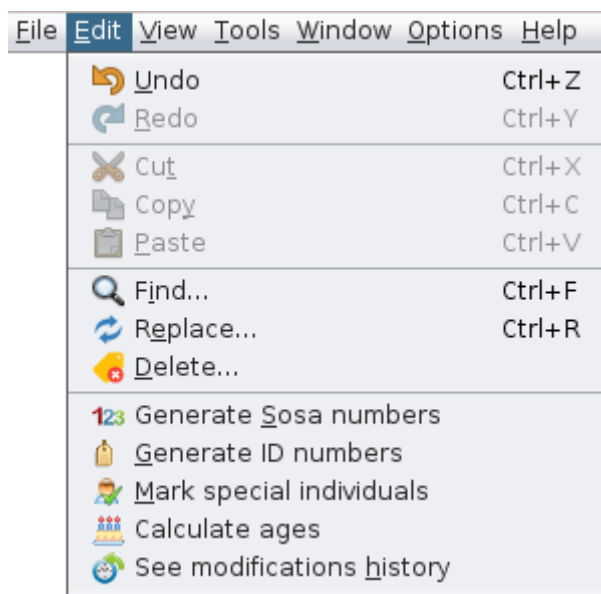 File Edit View Tools Window Options Help
Undo Ctrl+Z
Redo Ctrl+Y
Cut Ctrl+X
Copy Ctrl+C
Paste Ctrl+V
Find... Ctrl+F
Replace... Ctrl+R
Delete...
123 Generate Sosa numbers
Generate ID numbers
Mark special individuals
Calculate ages
See modifications history